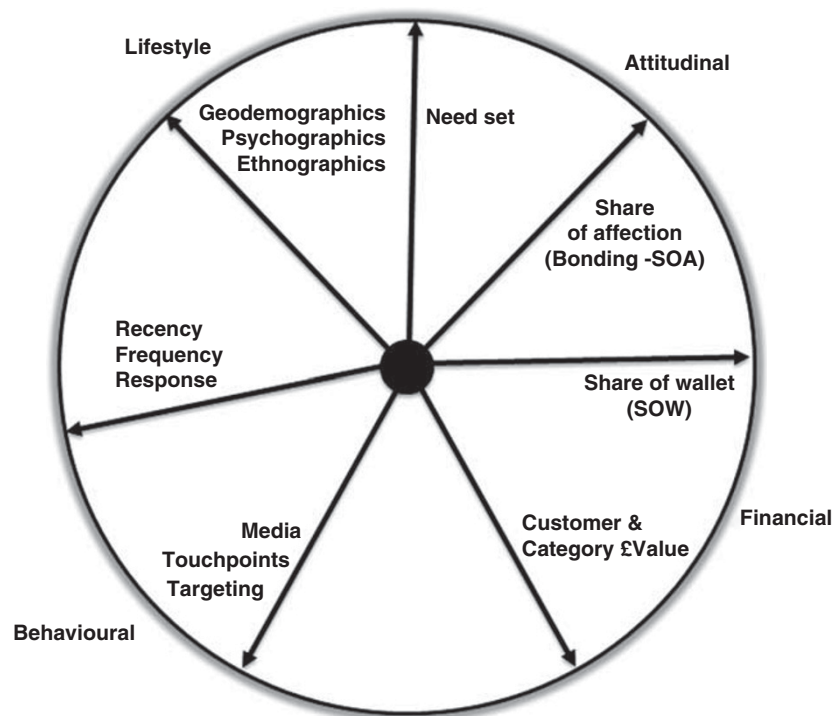 Lifestyle
Attitudinal
Geodemographics
Psychographics
Ethnographics
Need set
Share
of affection
(Bonding -SOA)
Recency
Frequency
Response
Share of wallet
(SOW)
Customer &
Category £Value
Financial
Media
Touchpoints
Targeting
Behavioural